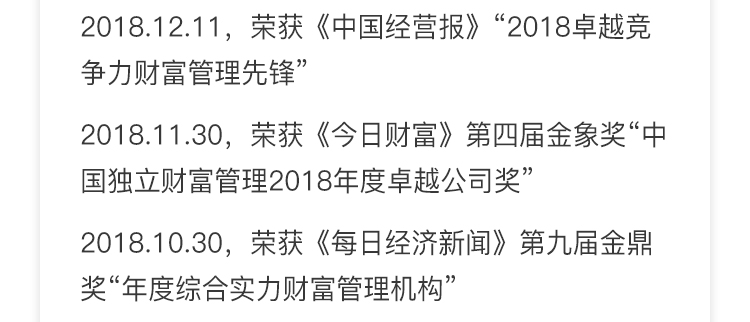 2018.12.11，荣获《中国经营报》“2018卓越竞
争力财富管理先锋”
2018.11.30，荣获《今日财富》第四届金象奖“中
国独立财富管理2018年度卓越公司奖”
2018.10.30，荣获《每日经济新闻》第九届金鼎
奖“年度综合实力财富管理机构”